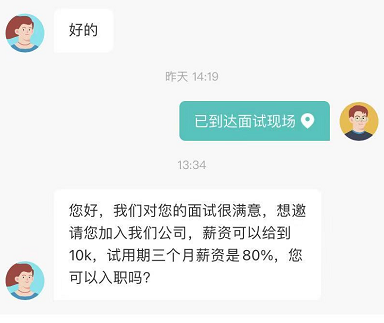 好的
昨天 14:19
已到达面试现场
13:34
您好，我们对您的面试很满意，想邀
请您加入我们公司，薪资可以给到
10k，试用期三个月薪资是80%，您
可以入职吗?